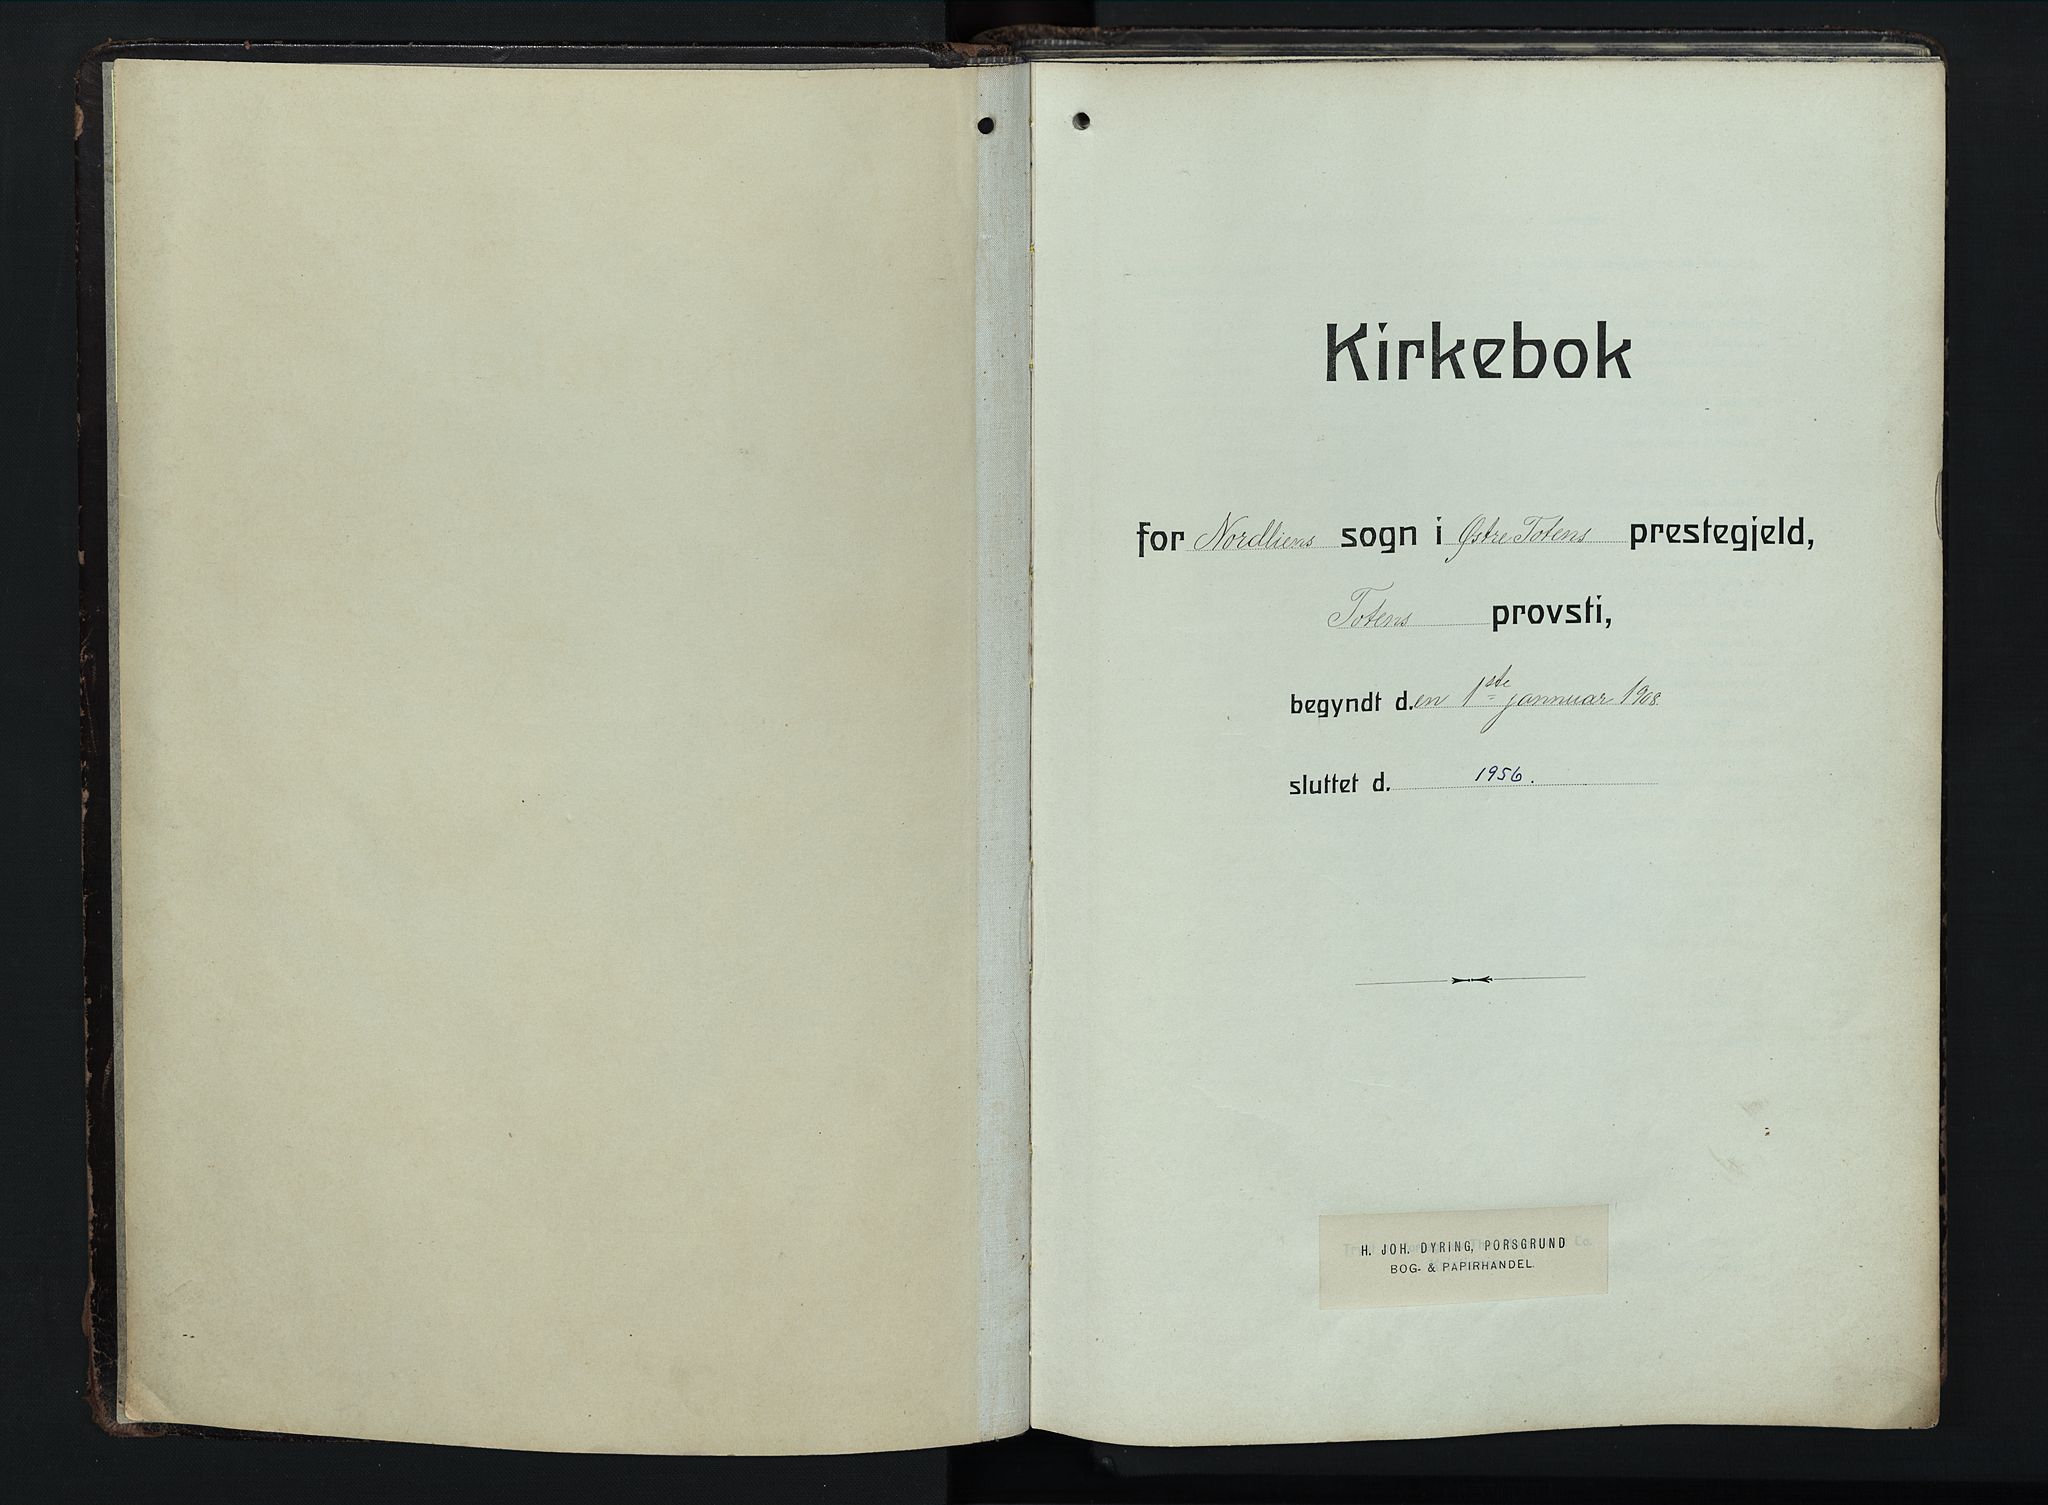 Kirkebok
for Nordliens sogn i Østre Totens prestegjeld,
Totens provsti,
begyndt d.en 1ste januar 1908.
sluttet d. 1956.
H. JOH. DYRING, PORSGRUND
BOG- & PAPIRHANDEL.